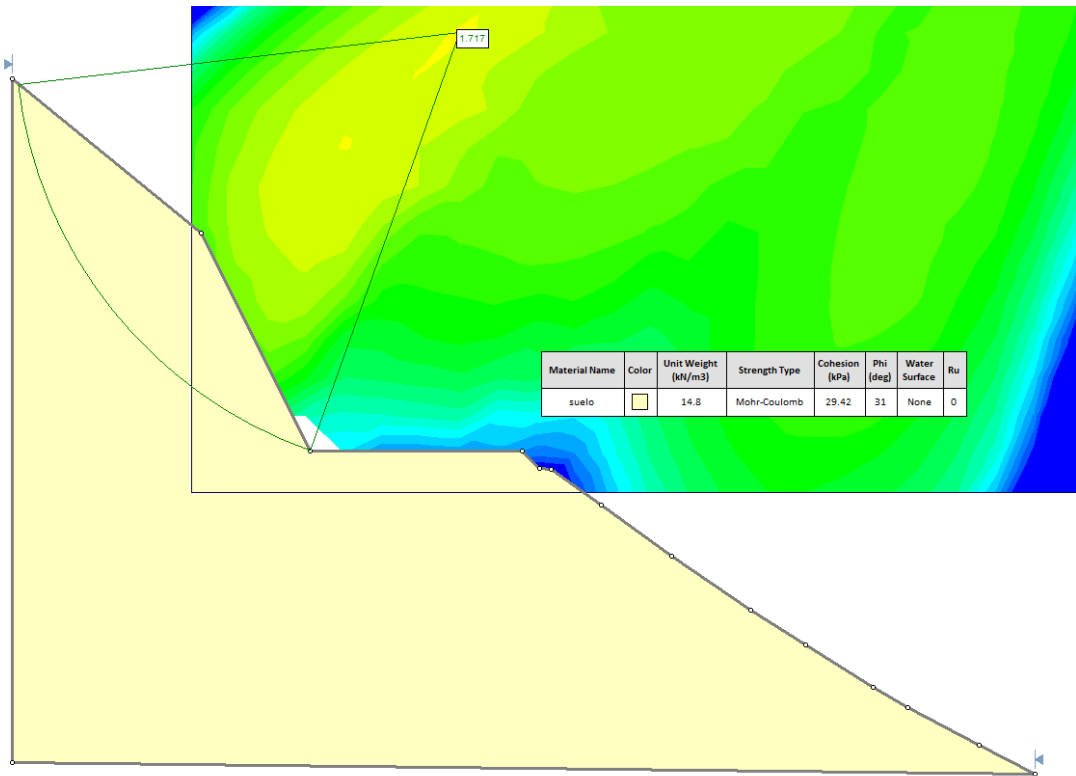 1.717
Material Name Color Unit Weight (kN/m3) Strength Type Cohesion (kPa) Phi (deg) Water Surface Ru
suelo 14.8 Mohr-Coulomb 29.42 31 None 0